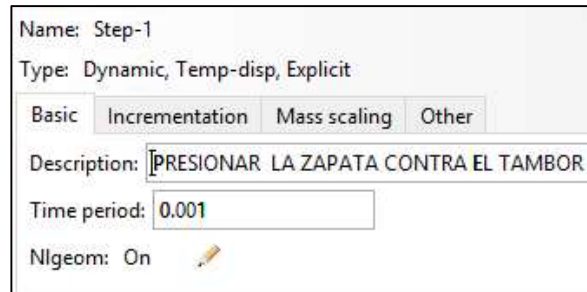 Name: Step-1
Type: Dynamic, Temp-disp, Explicit
Basic Incrementation Mass scaling Other
Description: PRESIONAR LA ZAPATA CONTRA EL TAMBOR
Time period: 0.001
Nlgeom: On